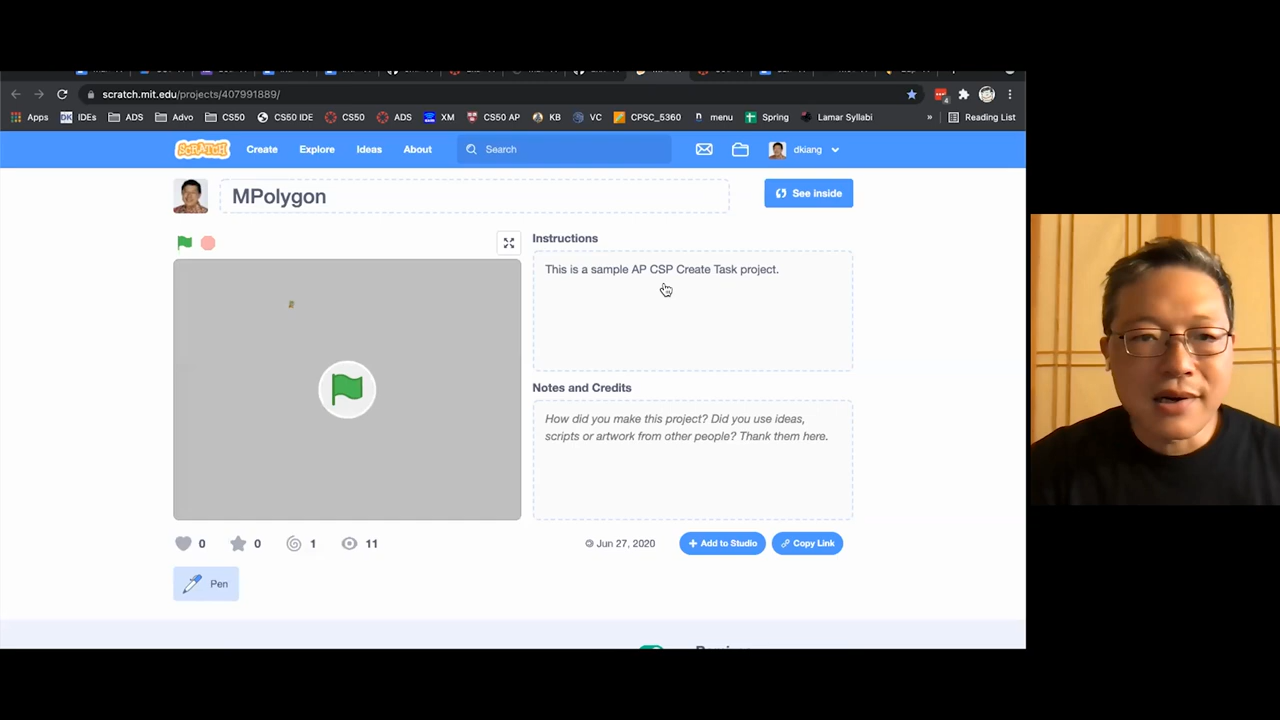 scratch.mit.edu/projects/407991889/
4
Apps
DK IDEs
ADS
Advo
CS50
CS50 IDE
CS50
ADS
XM
CS50 AP
KB
VC
CPSC_5360
menu
Spring
Lamar Syllabi
»
Reading List
SCRATCH
Create
Explore
Ideas
About
Search
dkiang
MPolygon
See inside
Instructions
This is a sample AP CSP Create Task project.
Notes and Credits
How did you make this project? Did you use ideas,
scripts or artwork from other people? Thank them here.
0
0
1
11
© Jun 27, 2020
+ Add to Studio
Copy Link
Pen